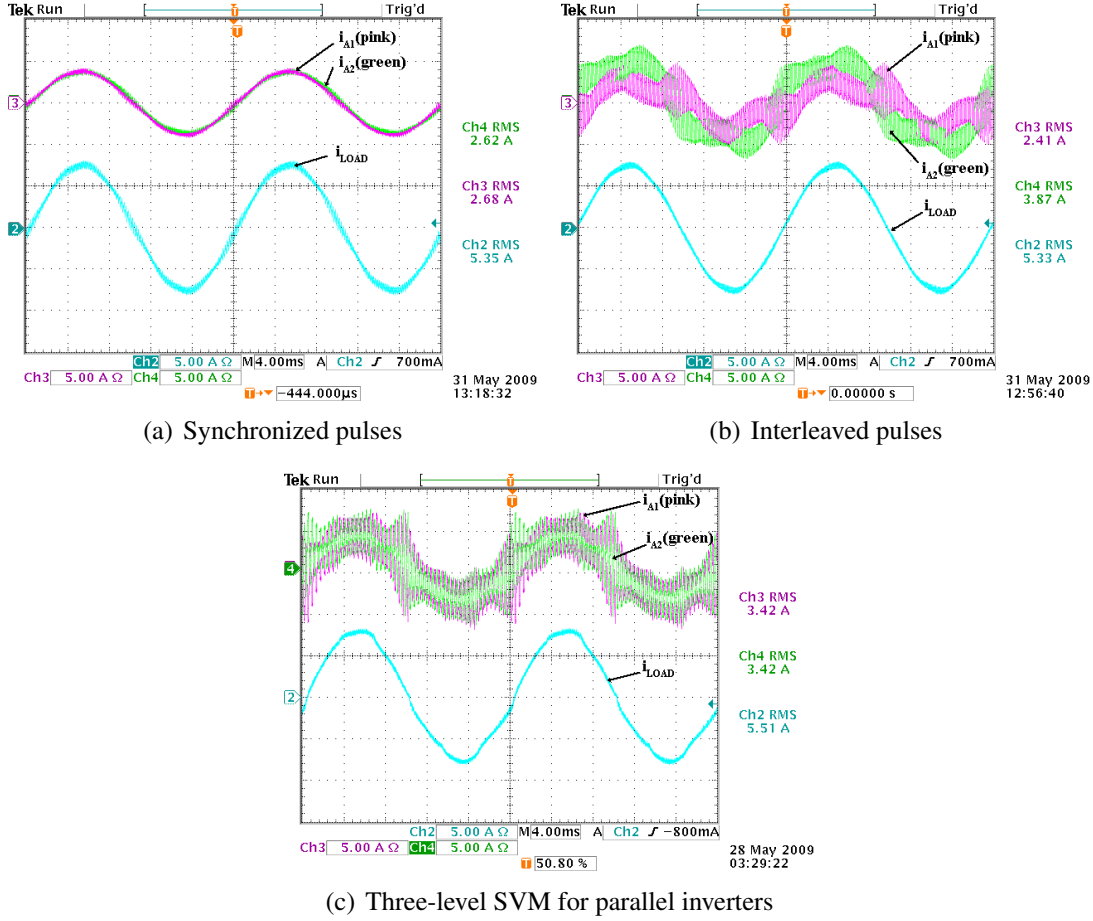 Tek Run Trig'd
T
T
i_A1(pink)
i_A2(green)
3
Ch4 RMS
2.62 A
i_LOAD
Ch3 RMS
2.68 A
2
Ch2 RMS
5.35 A
Ch2 5.00 A Ω M 4.00ms A Ch2 ʃ 700mA
Ch3 5.00 A Ω Ch4 5.00 A Ω
T→▼ −444.000µs
31 May 2009
13:18:32
(a) Synchronized pulses
Tek Run Trig'd
T
T
i_A1(pink)
3
Ch3 RMS
2.41 A
i_A2(green)
Ch4 RMS
3.87 A
i_LOAD
2
Ch2 RMS
5.33 A
Ch2 5.00 A Ω M 4.00ms A Ch2 ʃ 700mA
Ch3 5.00 A Ω Ch4 5.00 A Ω
T→▼ 0.00000 s
31 May 2009
12:56:40
(b) Interleaved pulses
Tek Run Trig'd
T
T
i_A1(pink)
i_A2(green)
4
Ch3 RMS
3.42 A
Ch4 RMS
3.42 A
i_LOAD
2
Ch2 RMS
5.51 A
Ch2 5.00 A Ω M 4.00ms A Ch2 ʃ −800mA
Ch3 5.00 A Ω Ch4 5.00 A Ω
T 50.80 %
28 May 2009
03:29:22
(c) Three-level SVM for parallel inverters